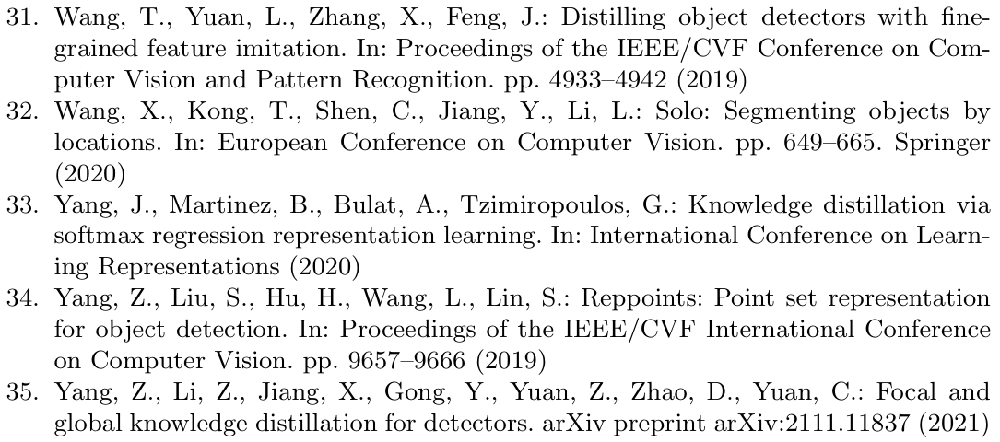 31. Wang, T., Yuan, L., Zhang, X., Feng, J.: Distilling object detectors with fine-
grained feature imitation. In: Proceedings of the IEEE/CVF Conference on Com-
puter Vision and Pattern Recognition. pp. 4933–4942 (2019)
32. Wang, X., Kong, T., Shen, C., Jiang, Y., Li, L.: Solo: Segmenting objects by
locations. In: European Conference on Computer Vision. pp. 649–665. Springer
(2020)
33. Yang, J., Martinez, B., Bulat, A., Tzimiropoulos, G.: Knowledge distillation via
softmax regression representation learning. In: International Conference on Learn-
ing Representations (2020)
34. Yang, Z., Liu, S., Hu, H., Wang, L., Lin, S.: Reppoints: Point set representation
for object detection. In: Proceedings of the IEEE/CVF International Conference
on Computer Vision. pp. 9657–9666 (2019)
35. Yang, Z., Li, Z., Jiang, X., Gong, Y., Yuan, Z., Zhao, D., Yuan, C.: Focal and
global knowledge distillation for detectors. arXiv preprint arXiv:2111.11837 (2021)